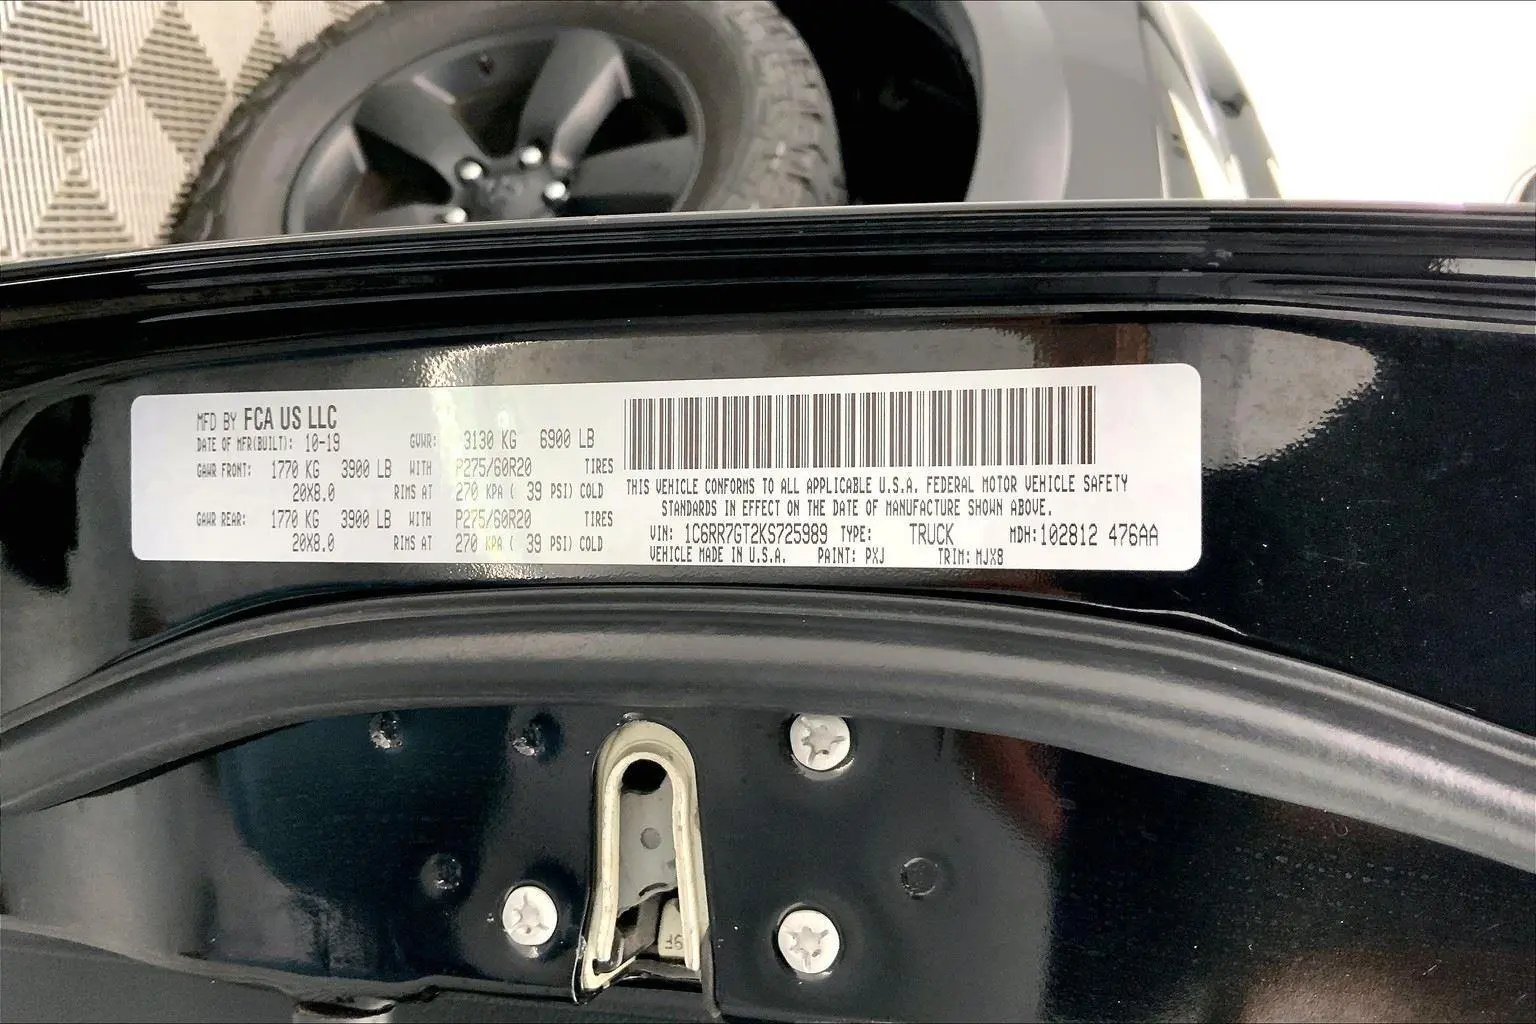 MFD BY FCA US LLC
DATE OF MFR(BUILT): 10-19 GVWR: 3130 KG 6900 LB
GAWR FRONT: 1770 KG 3900 LB WITH P275/60R20 TIRES
20X8.0 RIMS AT 270 KPA ( 39 PSI) COLD
GAWR REAR: 1770 KG 3900 LB WITH P275/60R20 TIRES
20X8.0 RIMS AT 270 KPA ( 39 PSI) COLD
THIS VEHICLE CONFORMS TO ALL APPLICABLE U.S.A. FEDERAL MOTOR VEHICLE SAFETY
STANDARDS IN EFFECT ON THE DATE OF MANUFACTURE SHOWN ABOVE.
VIN: 1C6RR7GT2KS725989 TYPE: TRUCK MDH: 102812 476AA
VEHICLE MADE IN U.S.A. PAINT: PXJ TRIM: MJX8